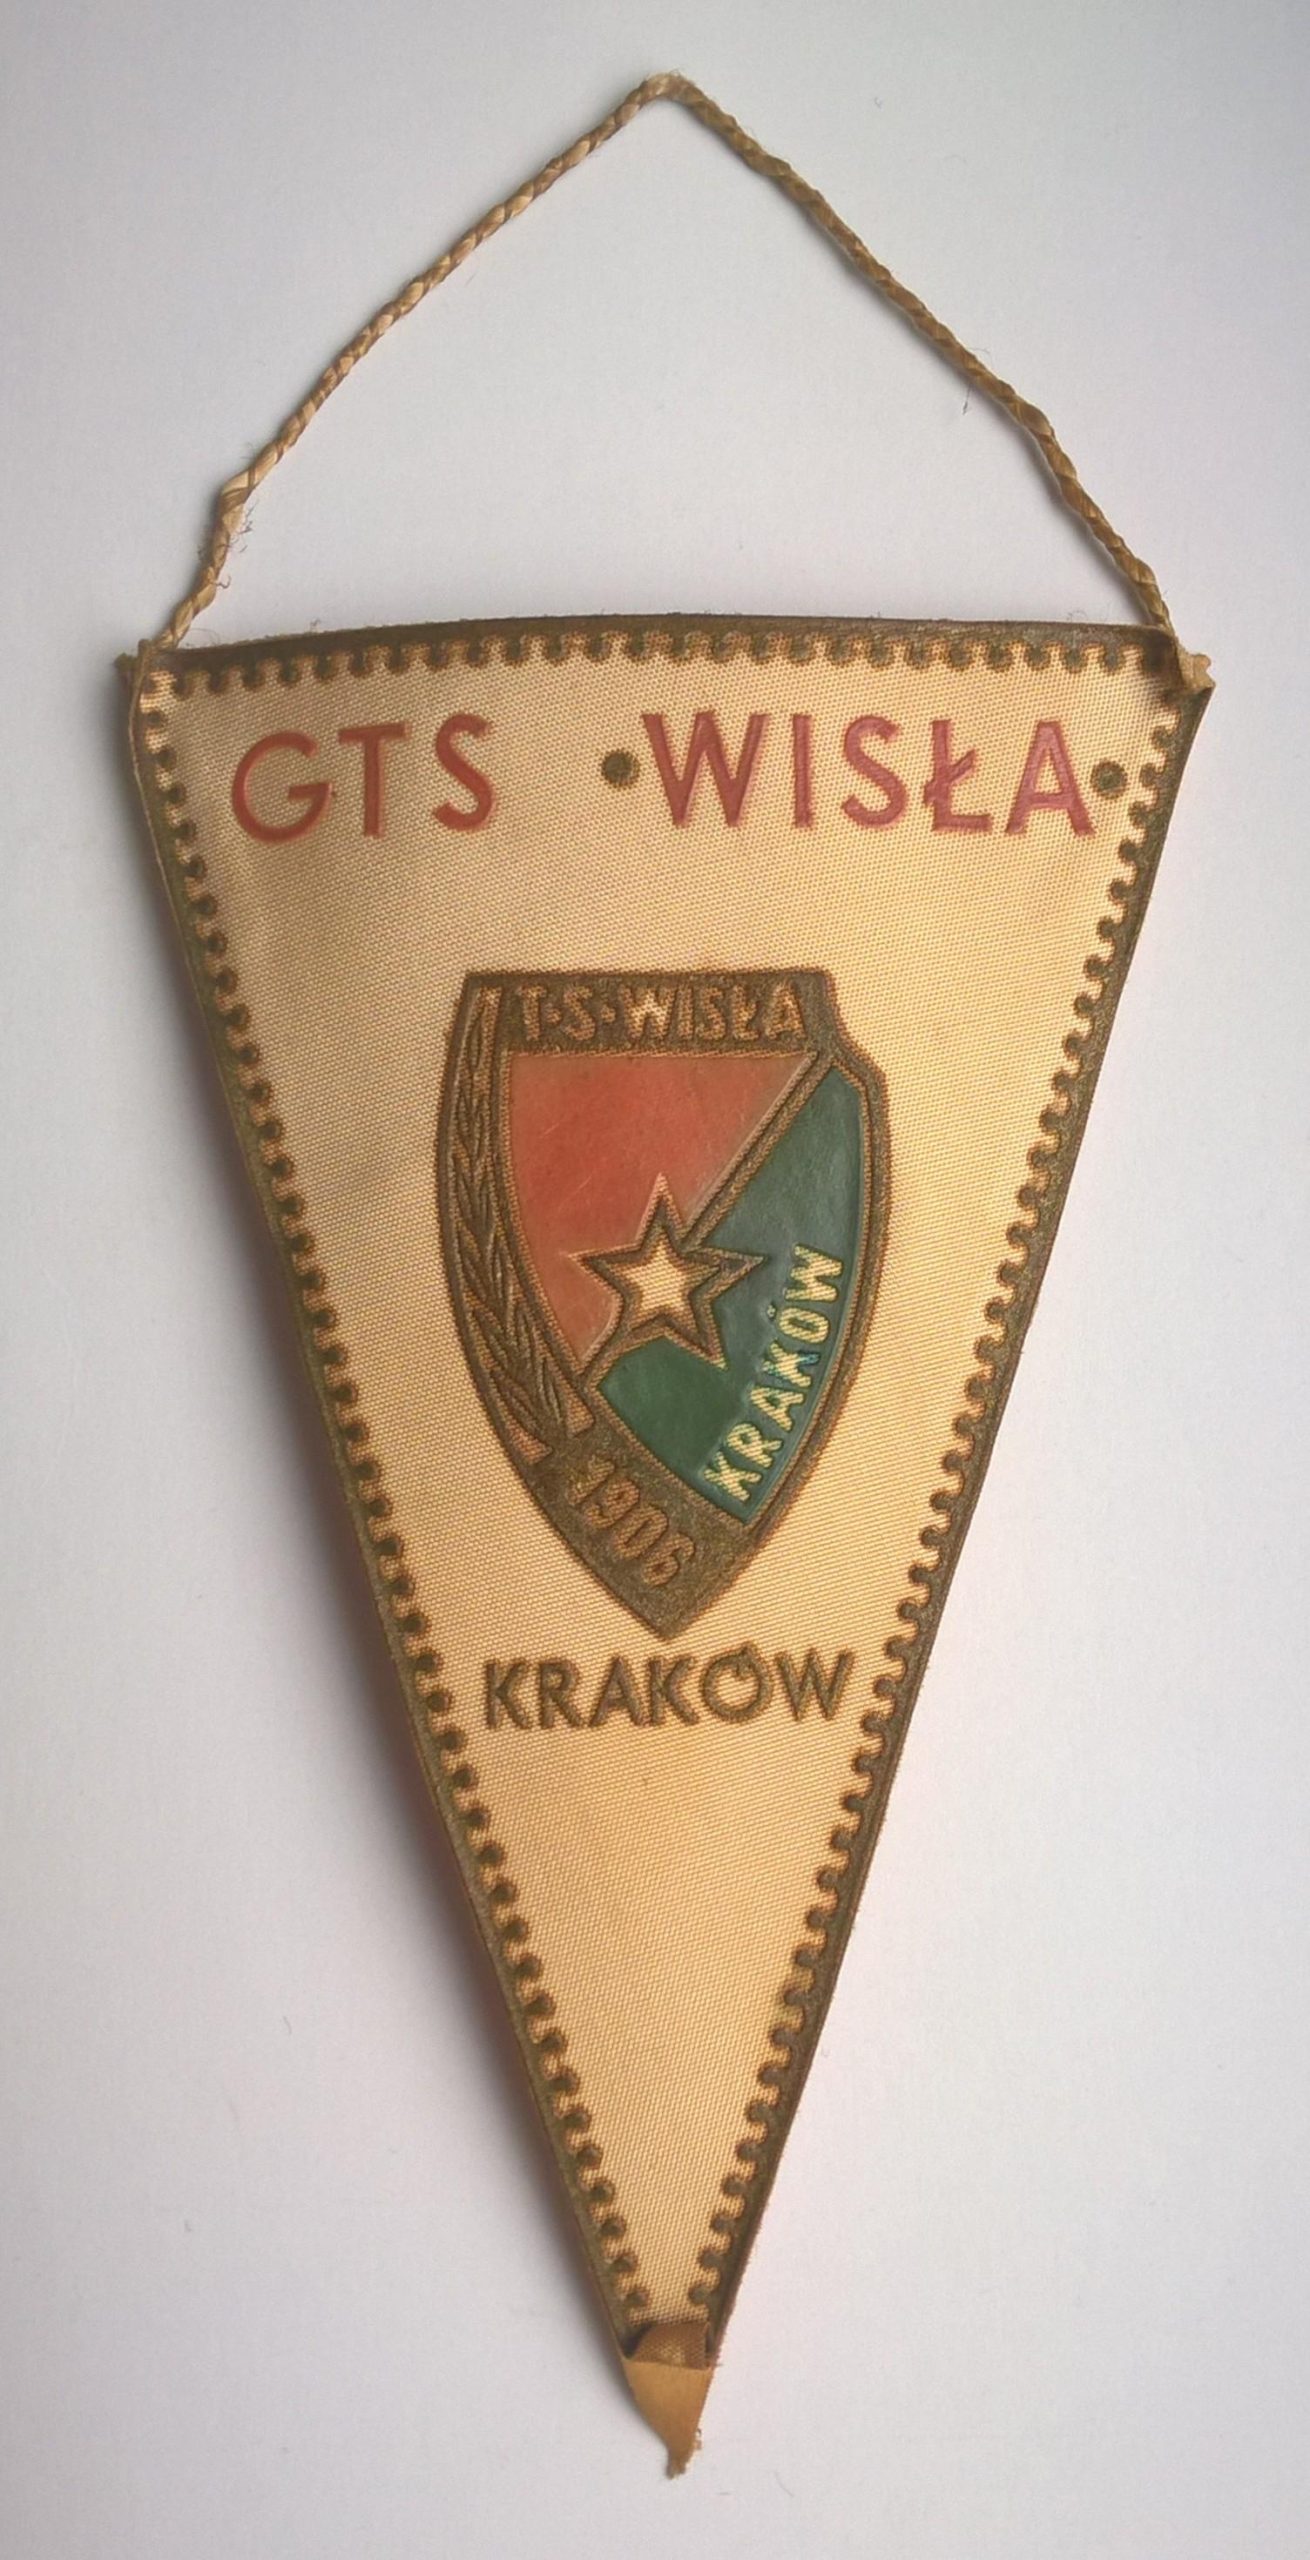 GTS • WISŁA •
T•S•WISŁA
KRAKÓW
1906
KRAKÓW